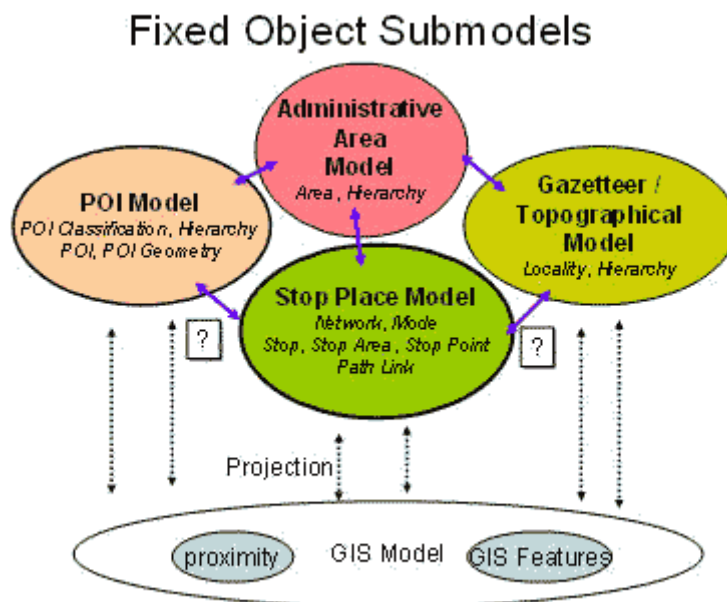 Fixed Object Submodels
Administrative
Area
Model
Area, Hierarchy
POI Model
POI Classification, Hierarchy
POI, POI Geometry
Gazetteer /
Topographical
Model
Locality, Hierarchy
Stop Place Model
Network, Mode
Stop, Stop Area, Stop Point
Path Link
?
?
Projection
proximity
GIS Model
GIS Features